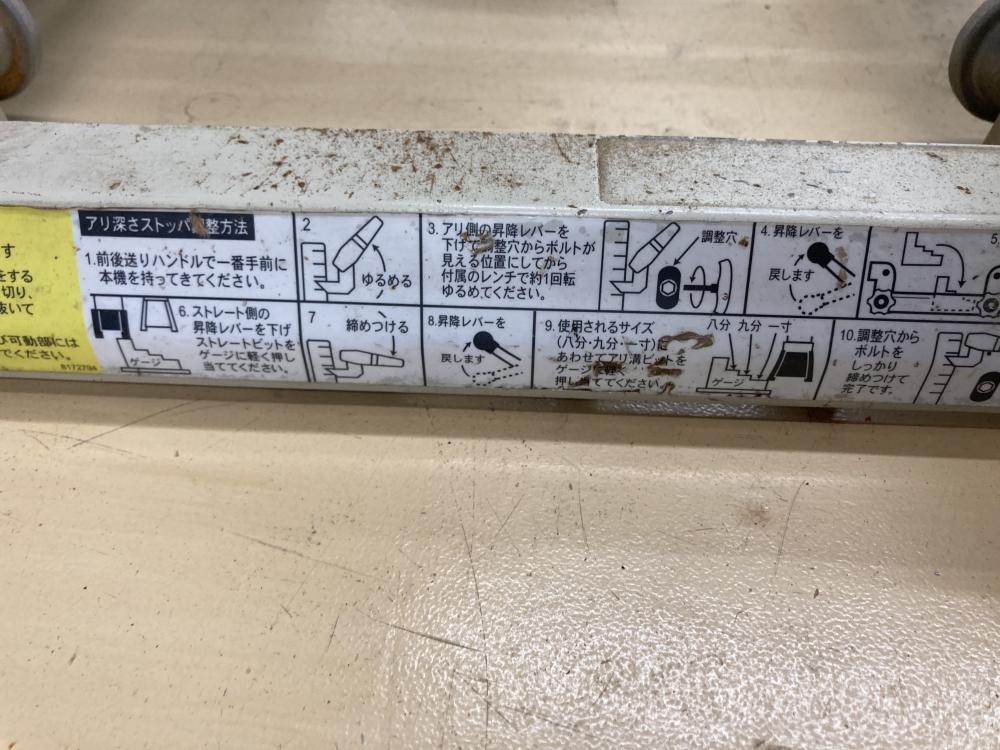 す
をする
切り、
抜いて
び可動部には
でください。
B172794
アリ深さストッパ 整方法
1.前後送りハンドルで一番手前に
本機を持ってきてください。
2
ゆるめる
3. アリ側の昇降レバーを
下げて 整穴からボルトが
見える位置にしてから
付属のレンチで約1回転
ゆるめてください。
調整穴
4. 昇降レバーを
戻します
5
6. ストレート側の
昇降レバーを下げ
ストレートビットを
ゲージに軽く押し
当ててください。
ゲージ
7
締めつける
8. 昇降レバーを
戻します
9. 使用されるサイズ
(八分・九分・一寸)に
あわせてアリ溝ビットを
ゲージに
押し当ててください。
八分 九分 一寸
ゲージ
10. 調整穴から
ボルトを
しっかり
締めつけて
完了です。